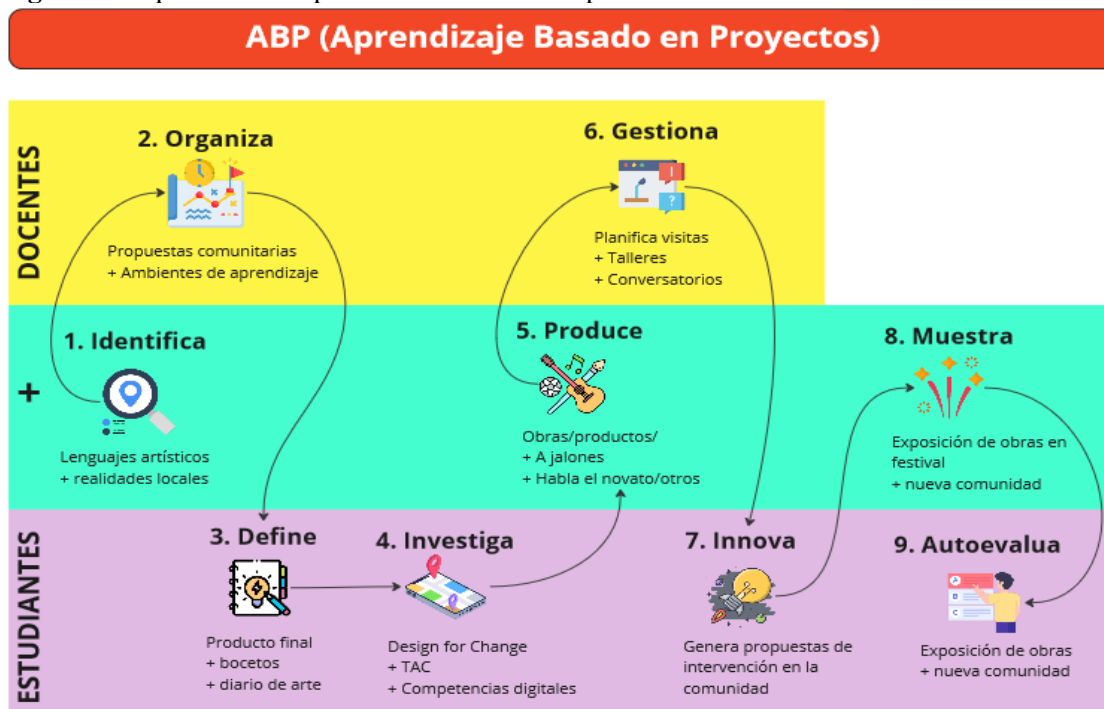 ABP (Aprendizaje Basado en Proyectos)
DOCENTES
2. Organiza
Propuestas comunitarias
+ Ambientes de aprendizaje
6. Gestiona
Planifica visitas
+ Talleres
+ Conversatorios
+
1. Identifica
Lenguajes artísticos
+ realidades locales
5. Produce
Obras/productos/
+ A jalones
+ Habla el novato/otros
8. Muestra
Exposición de obras en
festival
+ nueva comunidad
ESTUDIANTES
3. Define
Producto final
+ bocetos
+ diario de arte
4. Investiga
Design for Change
+ TAC
+ Competencias digitales
7. Innova
Genera propuestas de
intervención en la
comunidad
9. Autoevalua
Exposición de obras
+ nueva comunidad